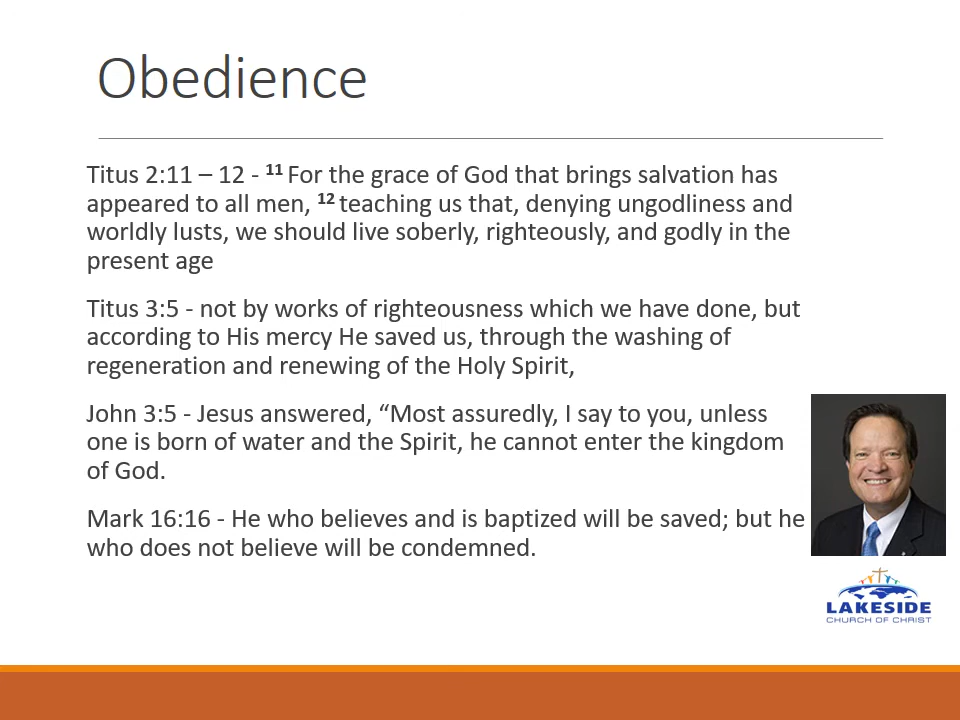 Obedience
Titus 2:11 – 12 - 11 For the grace of God that brings salvation has
appeared to all men, 12 teaching us that, denying ungodliness and
worldly lusts, we should live soberly, righteously, and godly in the
present age
Titus 3:5 - not by works of righteousness which we have done, but
according to His mercy He saved us, through the washing of
regeneration and renewing of the Holy Spirit,
John 3:5 - Jesus answered, “Most assuredly, I say to you, unless
one is born of water and the Spirit, he cannot enter the kingdom
of God.
Mark 16:16 - He who believes and is baptized will be saved; but he
who does not believe will be condemned.
LAKESIDE
CHURCH OF CHRIST